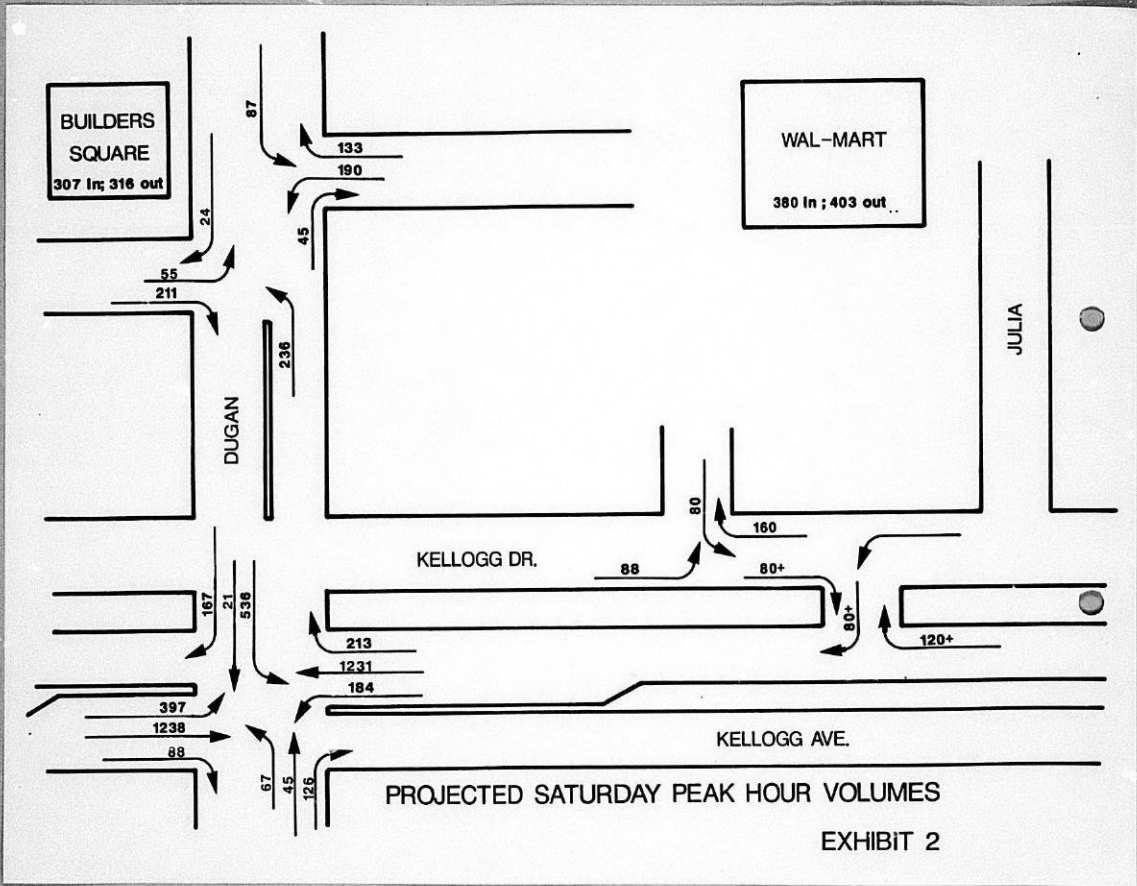 BUILDERS
SQUARE
307 in; 316 out
87
133
190
45
24
55
211
236
WAL-MART
380 in ; 403 out
JULIA
DUGAN
80
160
KELLOGG DR.
88
80+
80+
120+
167
21
536
213
1231
184
397
1238
88
67
45
126
KELLOGG AVE.
PROJECTED SATURDAY PEAK HOUR VOLUMES
EXHIBIT 2